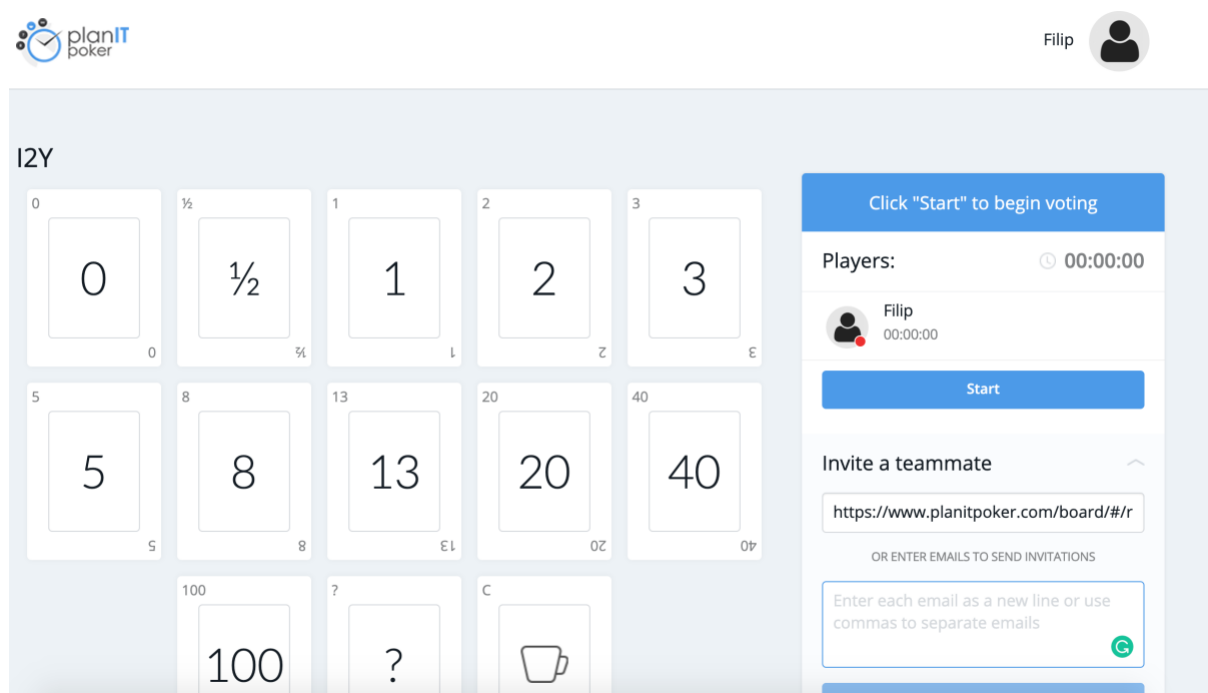 planIT
poker
Filip
I2Y
0
0
0
½
½
½
1
1
1
2
2
2
3
3
3
5
5
5
8
8
8
13
13
13
20
20
20
40
40
40
100
100
?
?
C
Click "Start" to begin voting
Players:
00:00:00
Filip
00:00:00
Start
Invite a teammate
https://www.planitpoker.com/board/#/r
OR ENTER EMAILS TO SEND INVITATIONS
Enter each email as a new line or use
commas to separate emails